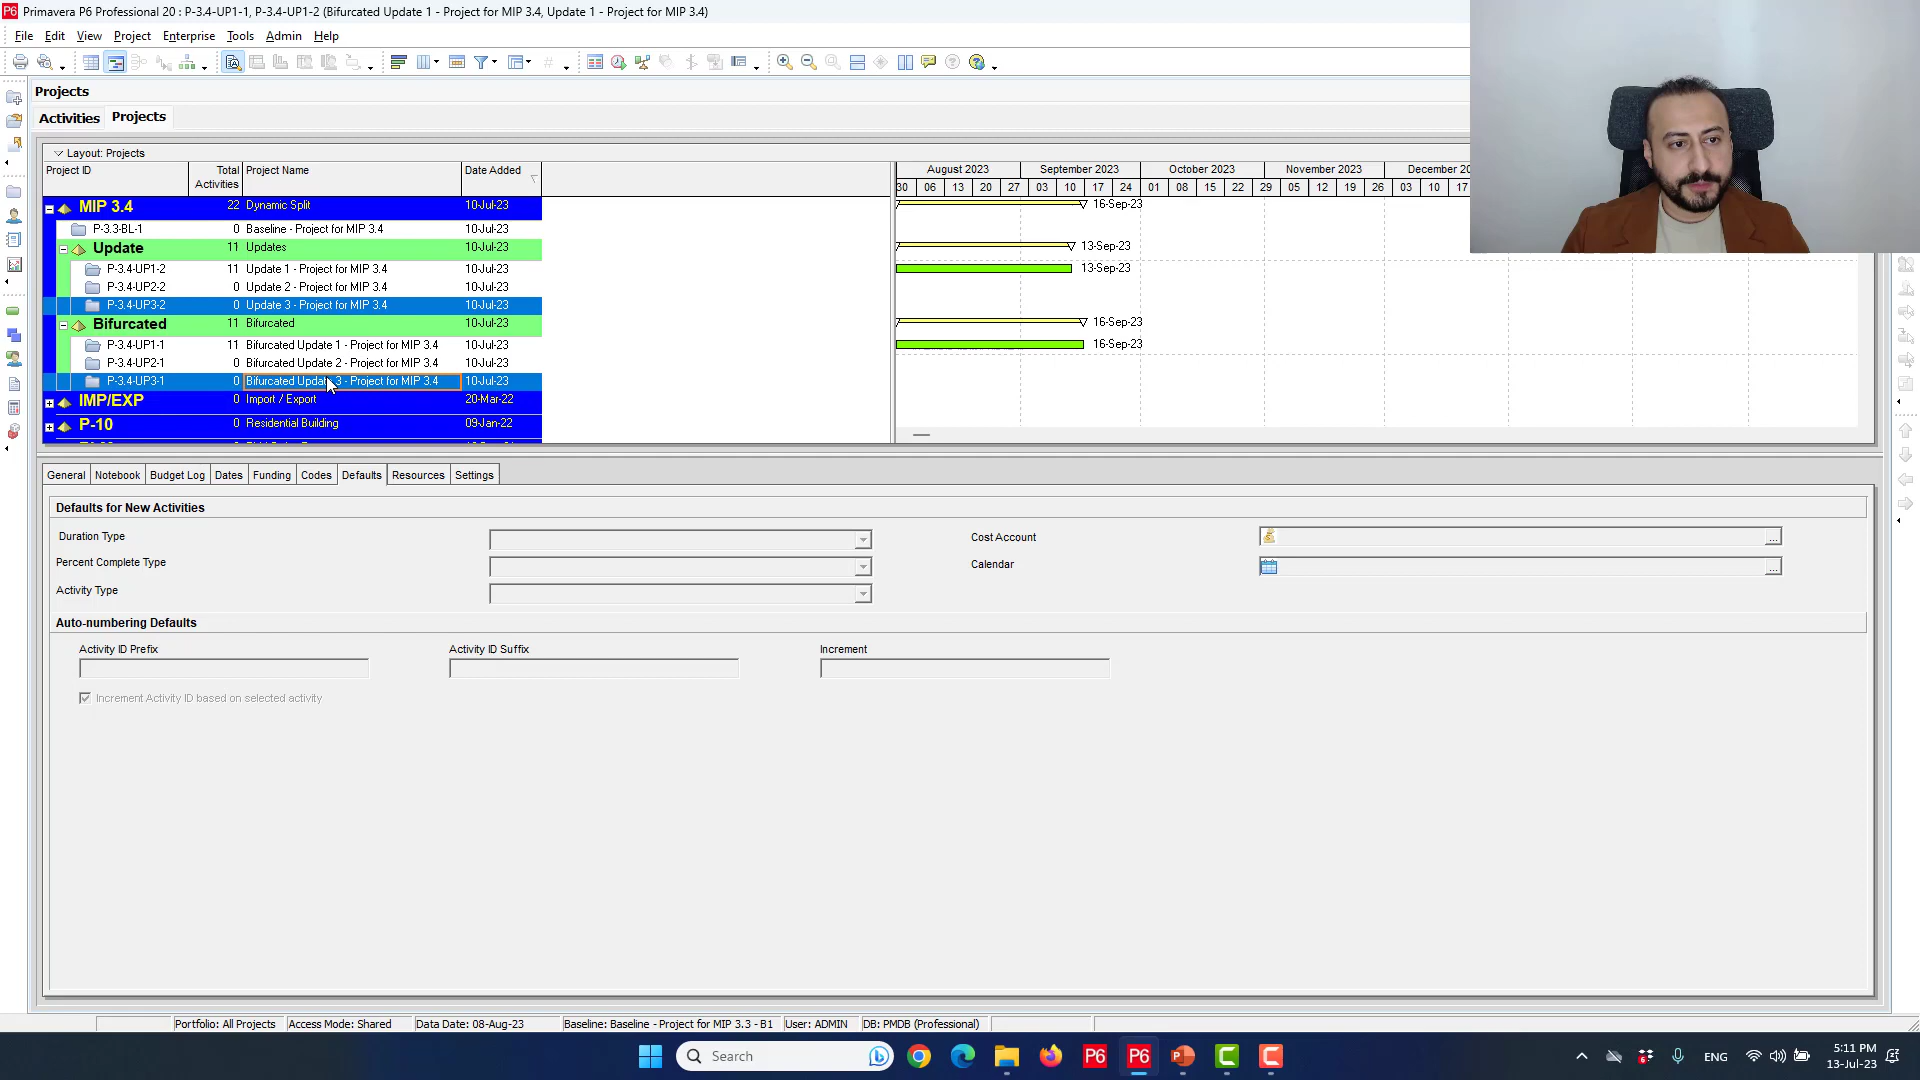 Primavera P6 Professional 20 : P-3.4-UP1-1, P-3.4-UP1-2 (Bifurcated Update 1 - Project for MIP 3.4, Update 1 - Project for MIP 3.4)
File Edit View Project Enterprise Tools Admin Help
Projects
Activities Projects
Layout: Projects
Project ID Total Activities Project Name Date Added
August 2023 September 2023 October 2023 November 2023
30 06 13 20 27 03 10 17 24 01 08 15 22 29 05 12 19 26 03 10 17
MIP 3.4 22 Dynamic Split 10-Jul-23 16-Sep-23
P-3.3-BL-1 0 Baseline - Project for MIP 3.4 10-Jul-23
Update 11 Updates 10-Jul-23 13-Sep-23
P-3.4-UP1-2 11 Update 1 - Project for MIP 3.4 10-Jul-23 13-Sep-23
P-3.4-UP2-2 0 Update 2 - Project for MIP 3.4 10-Jul-23
P-3.4-UP3-2 0 Update 3 - Project for MIP 3.4 10-Jul-23
Bifurcated 11 Bifurcated 10-Jul-23 16-Sep-23
P-3.4-UP1-1 11 Bifurcated Update 1 - Project for MIP 3.4 10-Jul-23 16-Sep-23
P-3.4-UP2-1 0 Bifurcated Update 2 - Project for MIP 3.4 10-Jul-23
P-3.4-UP3-1 0 Bifurcated Update 3 - Project for MIP 3.4 10-Jul-23
IMP/EXP 0 Import / Export 20-Mar-22
P-10 0 Residential Building 09-Jan-22
General Notebook Budget Log Dates Funding Codes Defaults Resources Settings
Defaults for New Activities
Duration Type Cost Account
Percent Complete Type Calendar
Activity Type
Auto-numbering Defaults
Activity ID Prefix Activity ID Suffix Increment
Increment Activity ID based on selected activity
Portfolio: All Projects Access Mode: Shared Data Date: 08-Aug-23 Baseline: Baseline - Project for MIP 3.3 - B1 User: ADMIN DB: PMDB (Professional)
Search P6 P6 ENG 5:11 PM
13-Jul-23